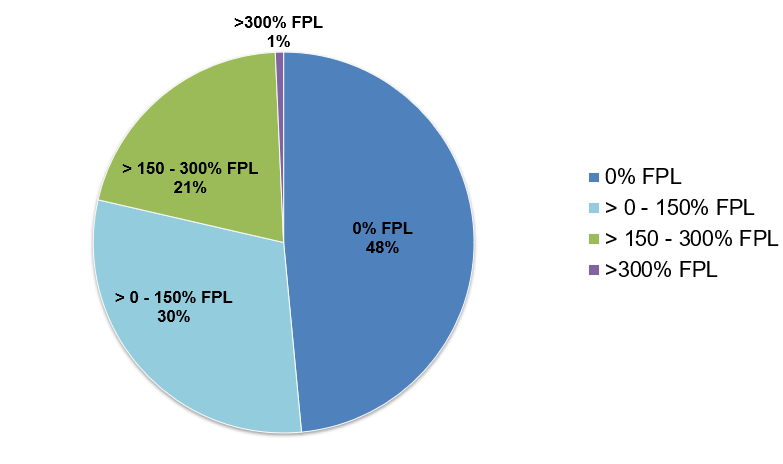 >300% FPL
1%
> 150 - 300% FPL
21%
0% FPL
48%
> 0 - 150% FPL
30%
0% FPL
> 0 - 150% FPL
> 150 - 300% FPL
>300% FPL